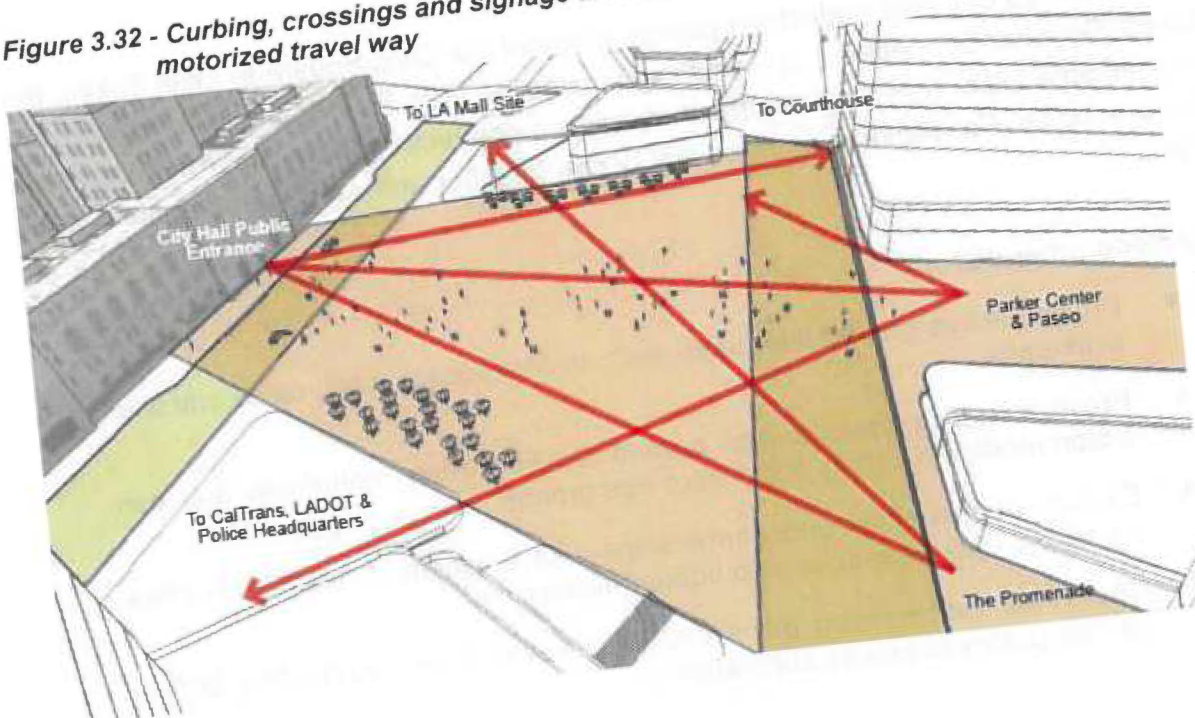 Figure 3.32 - Curbing, crossings and signage
motorized travel way
To LA Mall Site
To Courthouse
City Hall Public
Entrance
Parker Center
& Paseo
To CalTrans, LADOT &
Police Headquarters
The Promenade